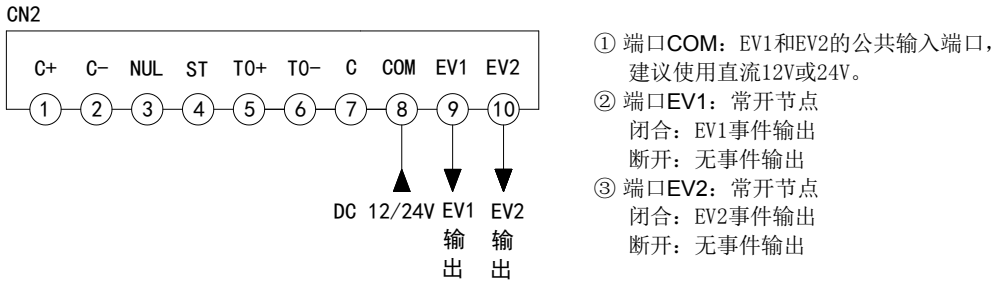 CN2
C+ C- NUL ST T0+ T0- C COM EV1 EV2
1 2 3 4 5 6 7 8 9 10
DC 12/24V EV1 EV2
输 输
出 出
① 端口COM：EV1和EV2的公共输入端口，
建议使用直流12V或24V。
② 端口EV1：常开节点
闭合：EV1事件输出
断开：无事件输出
③ 端口EV2：常开节点
闭合：EV2事件输出
断开：无事件输出